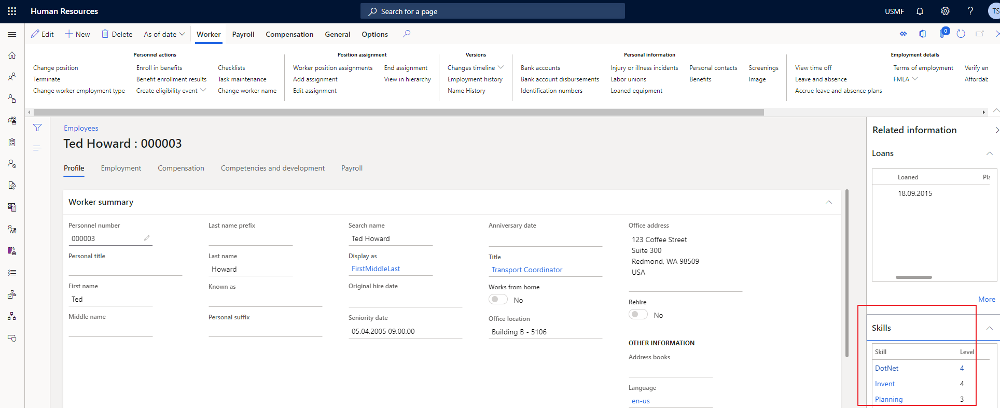 Human Resources
Search for a page
USMF
?
TS
Edit
New
Delete
As of date
Worker
Payroll
Compensation
General
Options
0
Personnel actions
Change position
Enroll in benefits
Checklists
Terminate
Benefit enrollment results
Task maintenance
Change worker employment type
Create eligibility event
Change worker name
Position assignment
Worker position assignments
End assignment
Add assignment
View in hierarchy
Edit assignment
Versions
Changes timeline
Employment history
Name History
Personal information
Bank accounts
Injury or illness incidents
Personal contacts
Screenings
Bank account disbursements
Labor unions
Benefits
Image
Identification numbers
Loaned equipment
Employment details
View time off
Terms of employment
Verify en
Leave and absence
FMLA
Affordab
Accrue leave and absence plans
Employees
Ted Howard : 000003
Profile
Employment
Compensation
Competencies and development
Payroll
Worker summary
Personnel number
000003
Personal title
First name
Ted
Middle name
Last name prefix
Last name
Howard
Known as
Personal suffix
Search name
Ted Howard
Display as
FirstMiddleLast
Original hire date
Seniority date
05.04.2005 09.00.00
Anniversary date
Title
Transport Coordinator
Works from home
No
Office location
Building B - 5106
Office address
123 Coffee Street
Suite 300
Redmond, WA 98509
USA
Rehire
No
OTHER INFORMATION
Address books
Language
en-us
Related information
Loans
Loaned
Pla
18.09.2015
More
Skills
Skill Level
DotNet 4
Invent 4
Planning 3